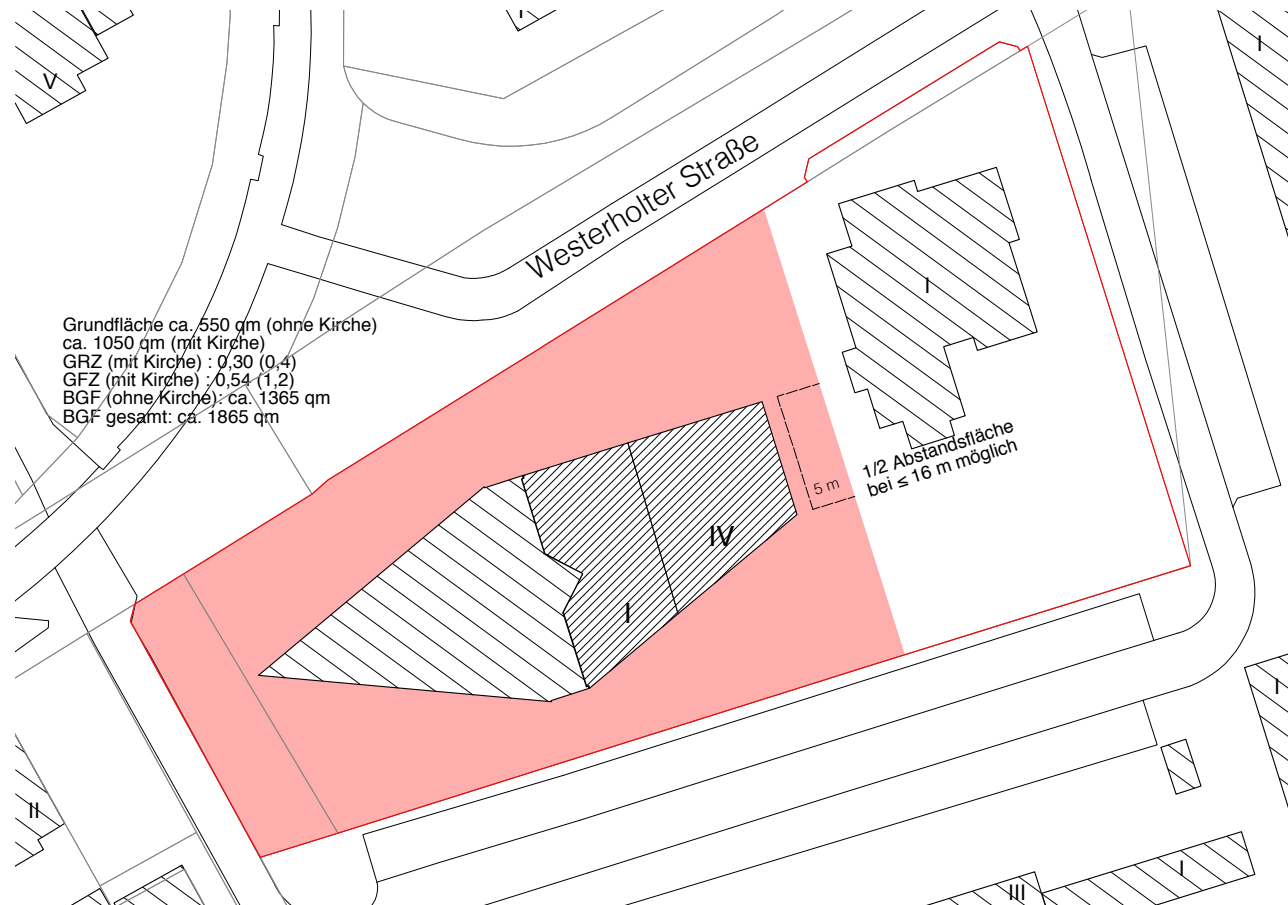 V
I
Westerholter Straße
I
Grundfläche ca. 550 qm (ohne Kirche)
ca. 1050 qm (mit Kirche)
GRZ (mit Kirche) : 0,30 (0,4)
GFZ (mit Kirche) : 0,54 (1,2)
BGF (ohne Kirche): ca. 1365 qm
BGF gesamt: ca. 1865 qm
1/2 Abstandsfläche
bei ≤ 16 m möglich
5 m
IV
I
I
II
I
III